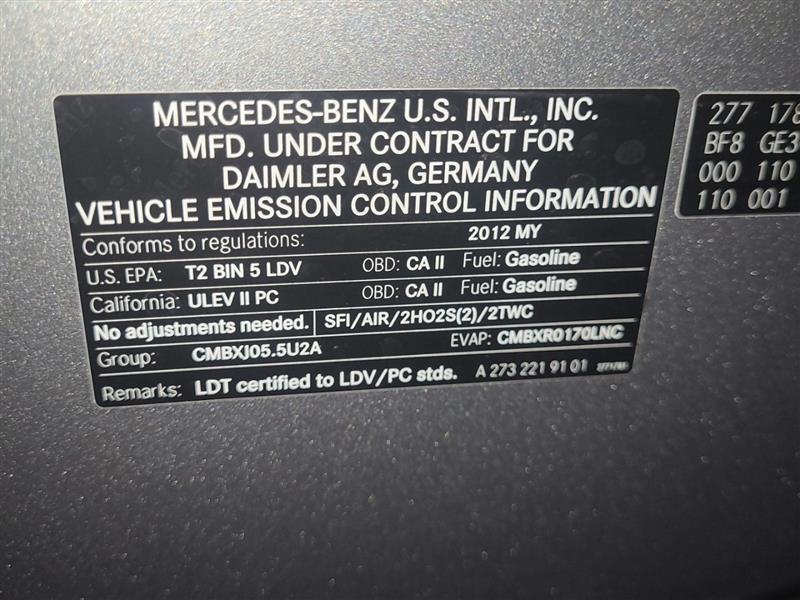 MERCEDES-BENZ U.S. INTL., INC.
MFD. UNDER CONTRACT FOR
DAIMLER AG, GERMANY
VEHICLE EMISSION CONTROL INFORMATION
Conforms to regulations: 2012 MY
U.S. EPA: T2 BIN 5 LDV OBD: CA II Fuel: Gasoline
California: ULEV II PC OBD: CA II Fuel: Gasoline
No adjustments needed. SFI/AIR/2HO2S(2)/2TWC
Group: CMBXJ05.5U2A EVAP: CMBXR0170LNC
Remarks: LDT certified to LDV/PC stds. A 273 221 91 01
277 178
BF8 GE3
000 110
110 001